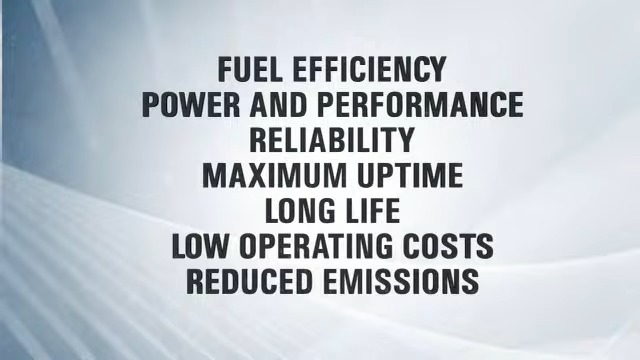 FUEL EFFICIENCY
POWER AND PERFORMANCE
RELIABILITY
MAXIMUM UPTIME
LONG LIFE
LOW OPERATING COSTS
REDUCED EMISSIONS